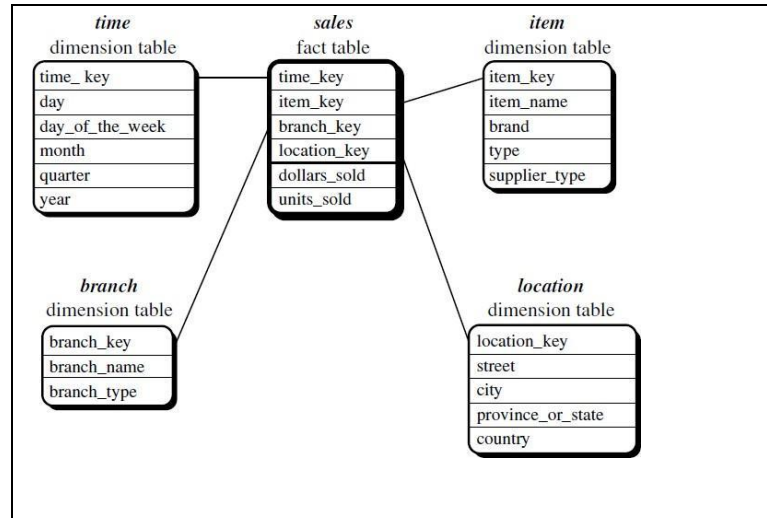 time
dimension table
time_ key
day
day_of_the_week
month
quarter
year
sales
fact table
time_key
item_key
branch_key
location_key
dollars_sold
units_sold
item
dimension table
item_key
item_name
brand
type
supplier_type
branch
dimension table
branch_key
branch_name
branch_type
location
dimension table
location_key
street
city
province_or_state
country